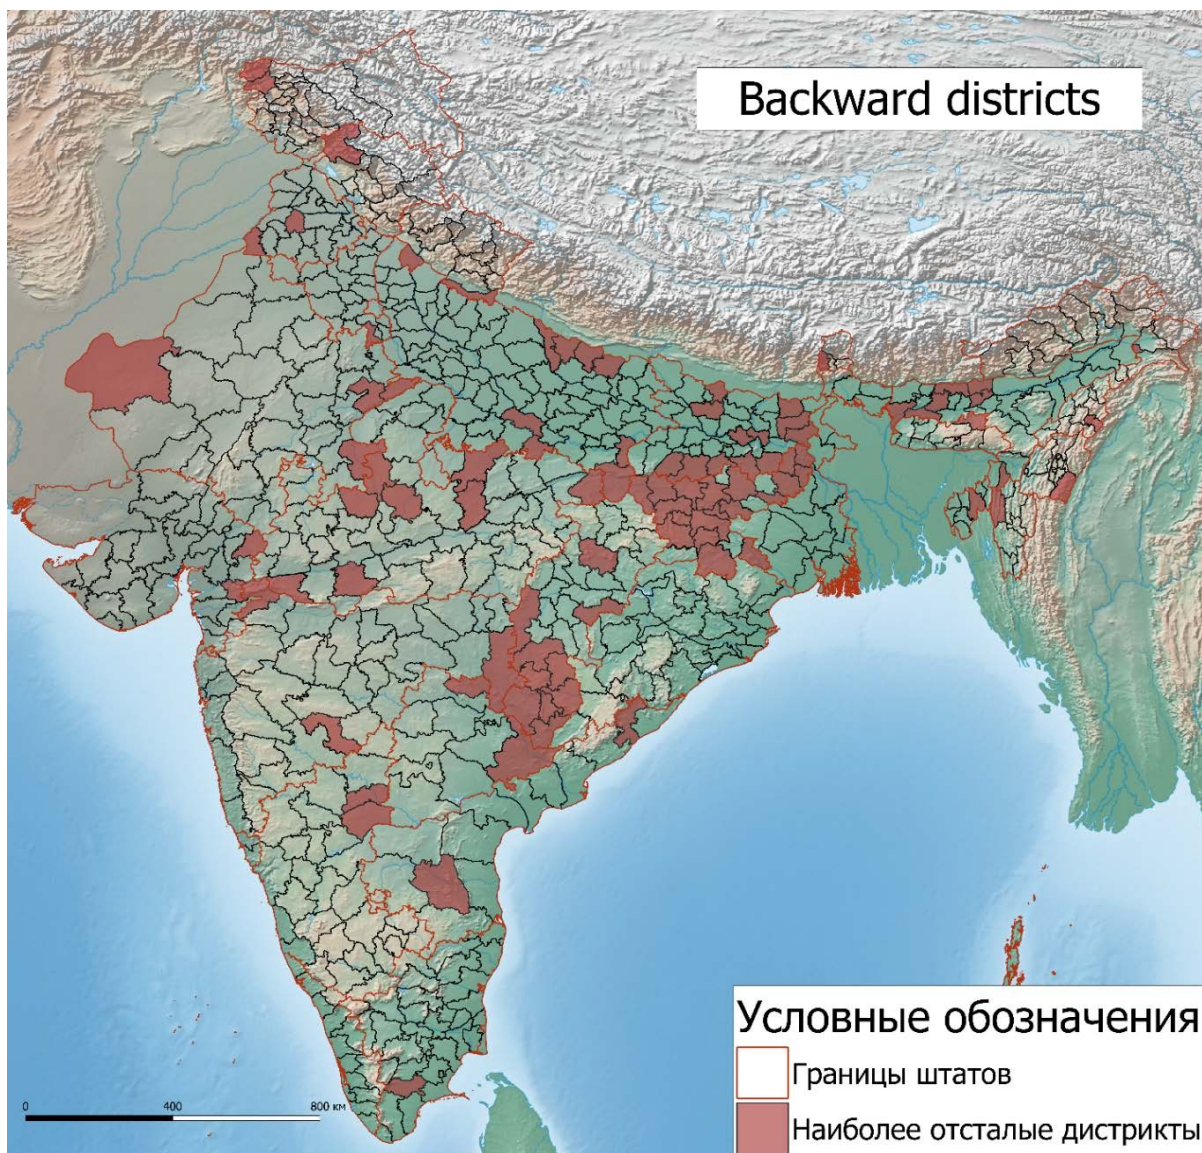 Backward districts
Условные обозначения
Границы штатов
Наиболее отсталые дистрикты
0 400 800 км